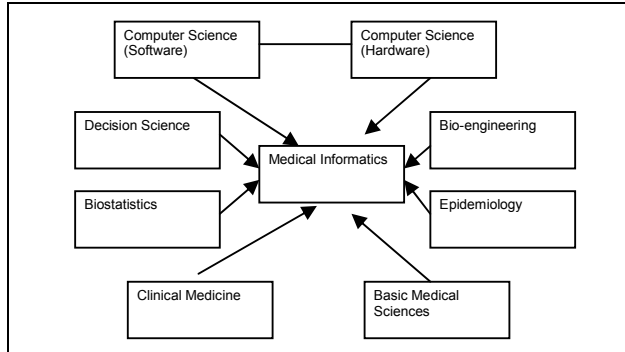 Computer Science
(Software)
Computer Science
(Hardware)
Decision Science
Bio-engineering
Medical Informatics
Biostatistics
Epidemiology
Clinical Medicine
Basic Medical
Sciences